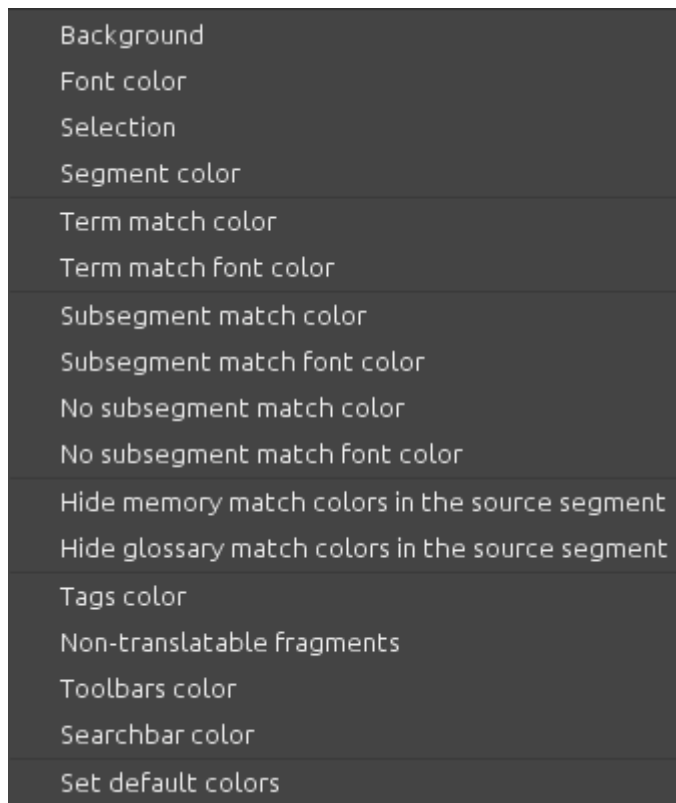 Background
Font color
Selection
Segment color
Term match color
Term match font color
Subsegment match color
Subsegment match font color
No subsegment match color
No subsegment match font color
Hide memory match colors in the source segment
Hide glossary match colors in the source segment
Tags color
Non-translatable fragments
Toolbars color
Searchbar color
Set default colors